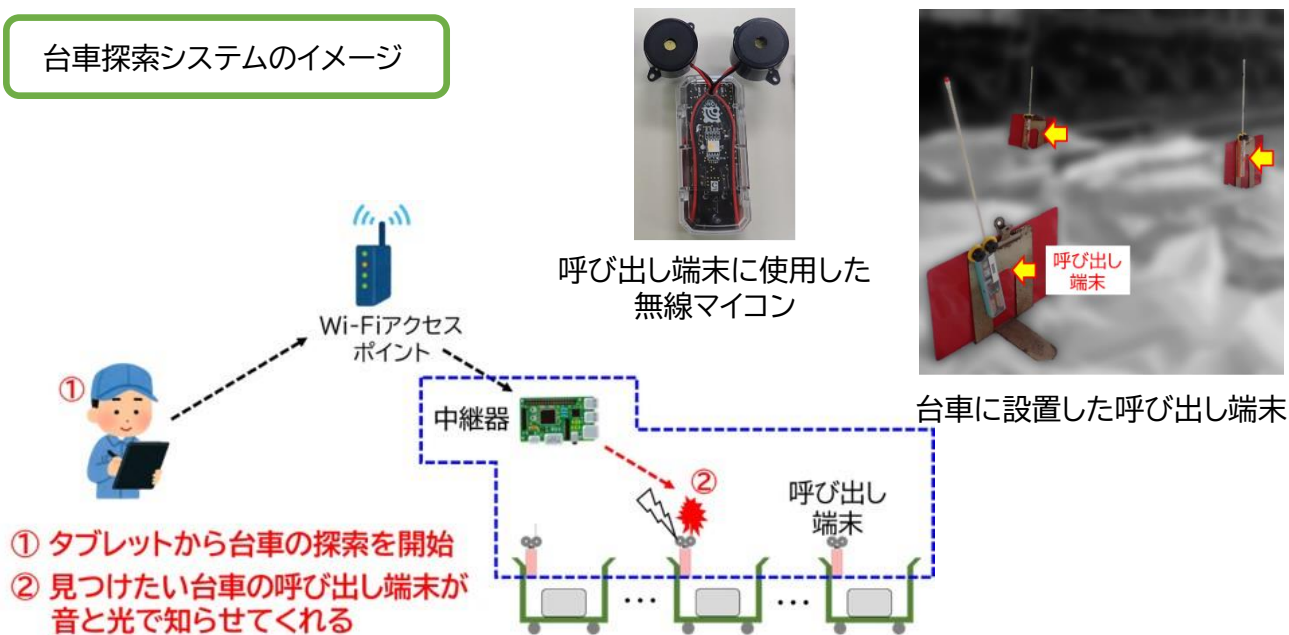 台車探索システムのイメージ
呼び出し端末に使用した
無線マイコン
呼び出し
端末
台車に設置した呼び出し端末
Wi-Fiアクセス
ポイント
①
中継器
②
呼び出し
端末
… …
① タブレットから台車の探索を開始
② 見つけたい台車の呼び出し端末が
音と光で知らせてくれる